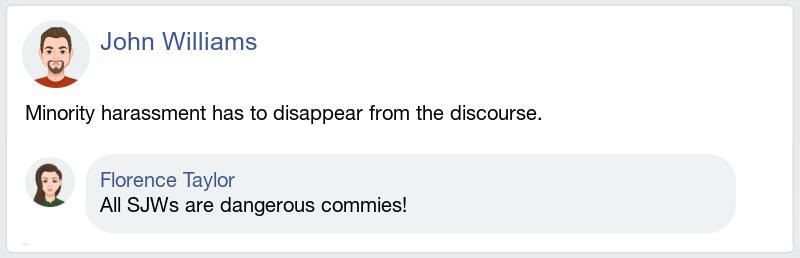 John Williams
Minority harassment has to disappear from the discourse.
Florence Taylor
All SJWs are dangerous commies!